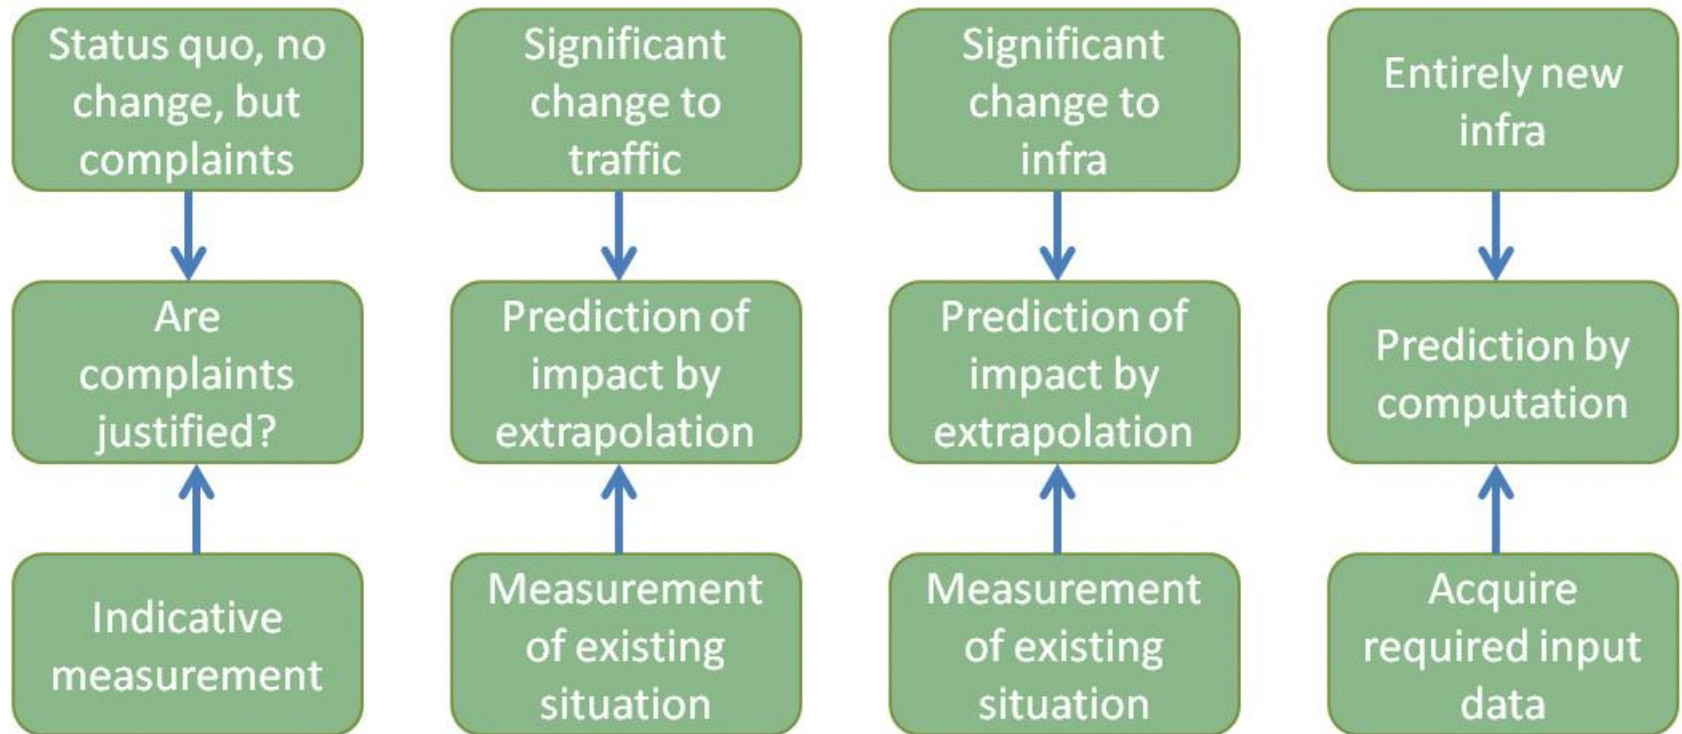 Status quo, no
change, but
complaints
Significant
change to
traffic
Significant
change to
infra
Entirely new
infra
Are
complaints
justified?
Prediction of
impact by
extrapolation
Prediction of
impact by
extrapolation
Prediction by
computation
Indicative
measurement
Measurement
of existing
situation
Measurement
of existing
situation
Acquire
required input
data